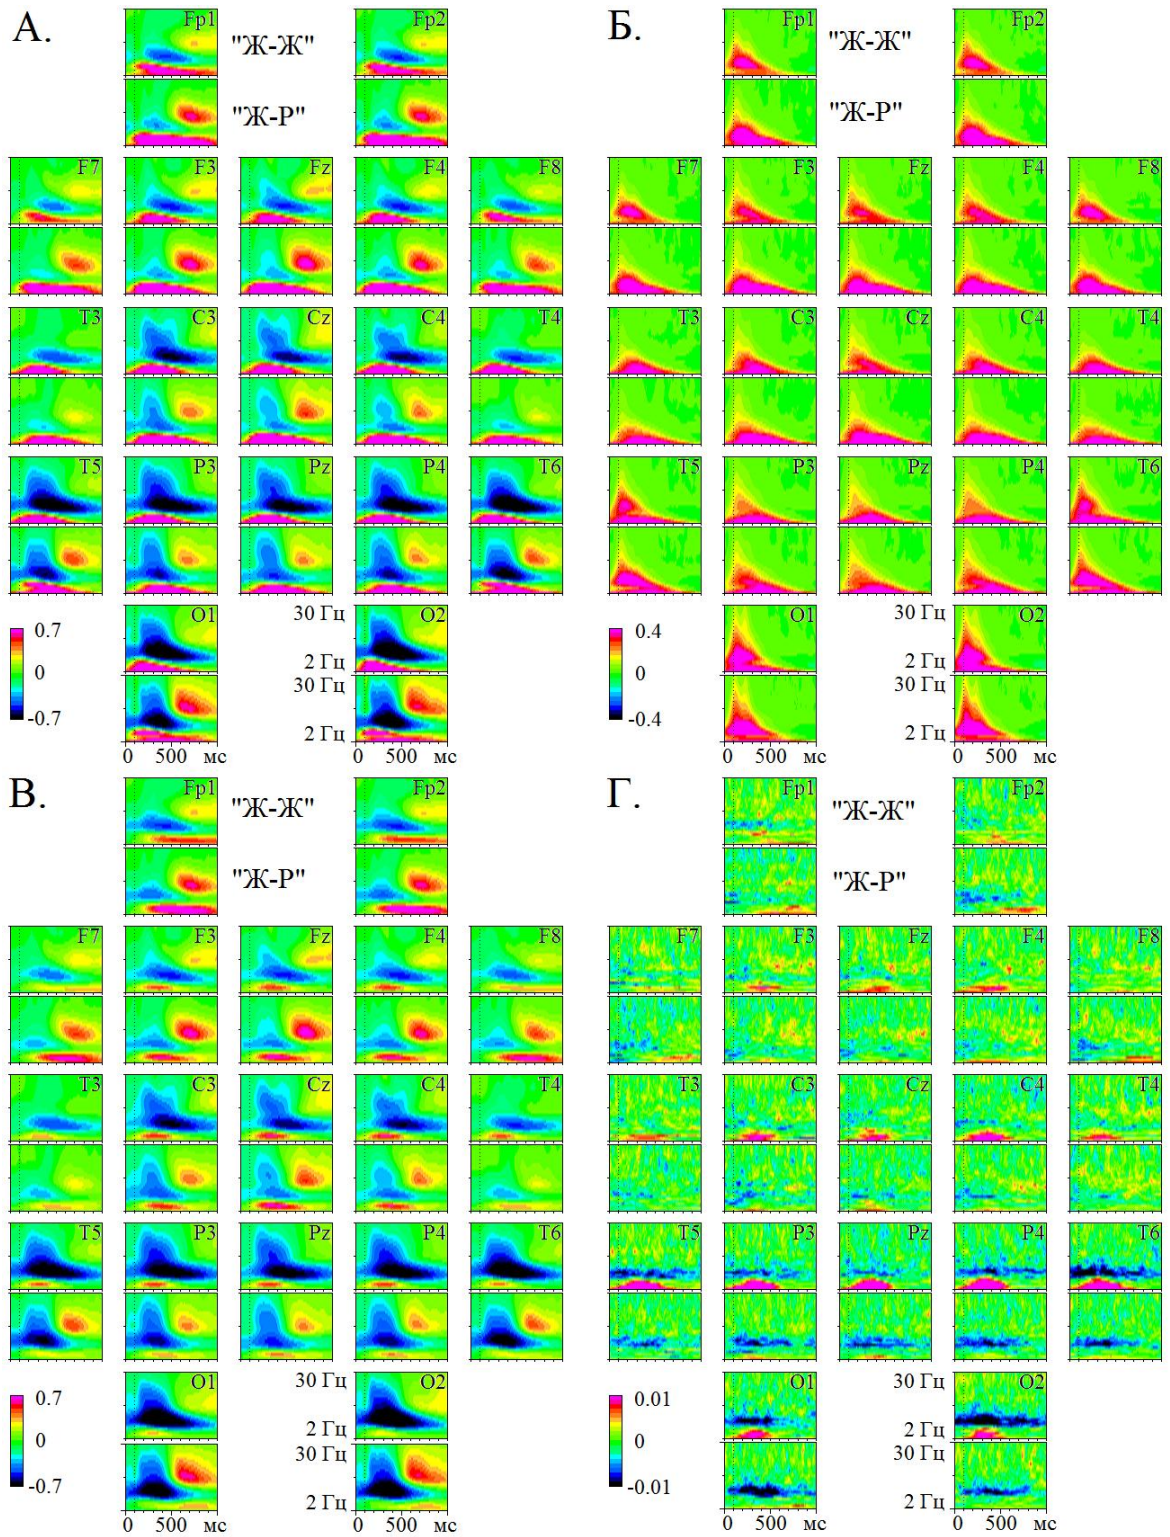 А. Fp1 "Ж-Ж" Fp2
"Ж-Р"
F7 F3 Fz F4 F8
T3 C3 Cz C4 T4
T5 P3 Pz P4 T6
O1 30 Гц O2
0.7
0
-0.7
2 Гц
30 Гц
2 Гц
0 500 мс 0 500 мс
Б. Fp1 "Ж-Ж" Fp2
"Ж-Р"
F7 F3 Fz F4 F8
T3 C3 Cz C4 T4
T5 P3 Pz P4 T6
O1 30 Гц O2
0.4
0
-0.4
2 Гц
30 Гц
2 Гц
0 500 мс 0 500 мс
В. Fp1 "Ж-Ж" Fp2
"Ж-Р"
F7 F3 Fz F4 F8
T3 C3 Cz C4 T4
T5 P3 Pz P4 T6
O1 30 Гц O2
0.7
0
-0.7
2 Гц
30 Гц
2 Гц
0 500 мс 0 500 мс
Г. Fp1 "Ж-Ж" Fp2
"Ж-Р"
F7 F3 Fz F4 F8
T3 C3 Cz C4 T4
T5 P3 Pz P4 T6
O1 30 Гц O2
0.01
0
-0.01
2 Гц
30 Гц
2 Гц
0 500 мс 0 500 мс